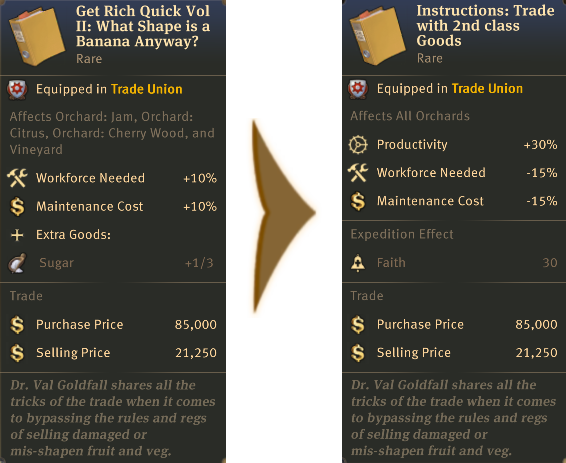 Get Rich Quick Vol
II: What Shape is a
Banana Anyway?
Rare
Equipped in Trade Union
Affects Orchard: Jam, Orchard:
Citrus, Orchard: Cherry Wood, and
Vineyard
Workforce Needed +10%
Maintenance Cost +10%
Extra Goods:
Sugar +1/3
Trade
Purchase Price 85,000
Selling Price 21,250
Dr. Val Goldfall shares all the
tricks of the trade when it comes
to bypassing the rules and regs
of selling damaged or
mis-shapen fruit and veg.
Instructions: Trade
with 2nd class
Goods
Rare
Equipped in Trade Union
Affects All Orchards
Productivity +30%
Workforce Needed -15%
Maintenance Cost -15%
Expedition Effect
Faith 30
Trade
Purchase Price 85,000
Selling Price 21,250
Dr. Val Goldfall shares all the
tricks of the trade when it comes
to bypassing the rules and regs
of selling damaged or
mis-shapen fruit and veg.